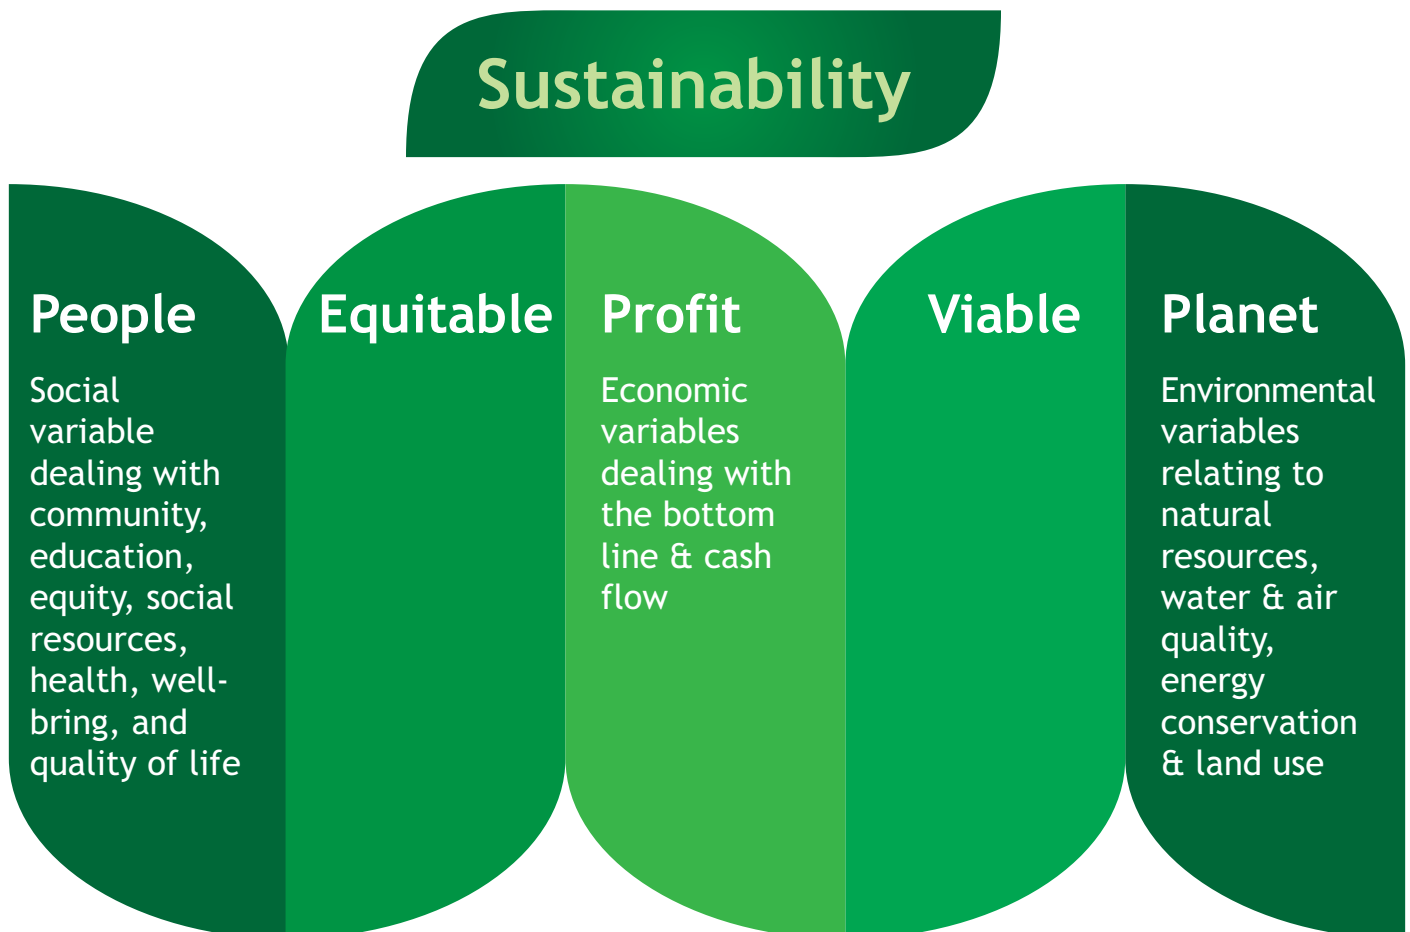 Sustainability
People
Social
variable
dealing with
community,
education,
equity, social
resources,
health, well-
bring, and
quality of life
Equitable
Profit
Economic
variables
dealing with
the bottom
line & cash
flow
Viable
Planet
Environmental
variables
relating to
natural
resources,
water & air
quality,
energy
conservation
& land use